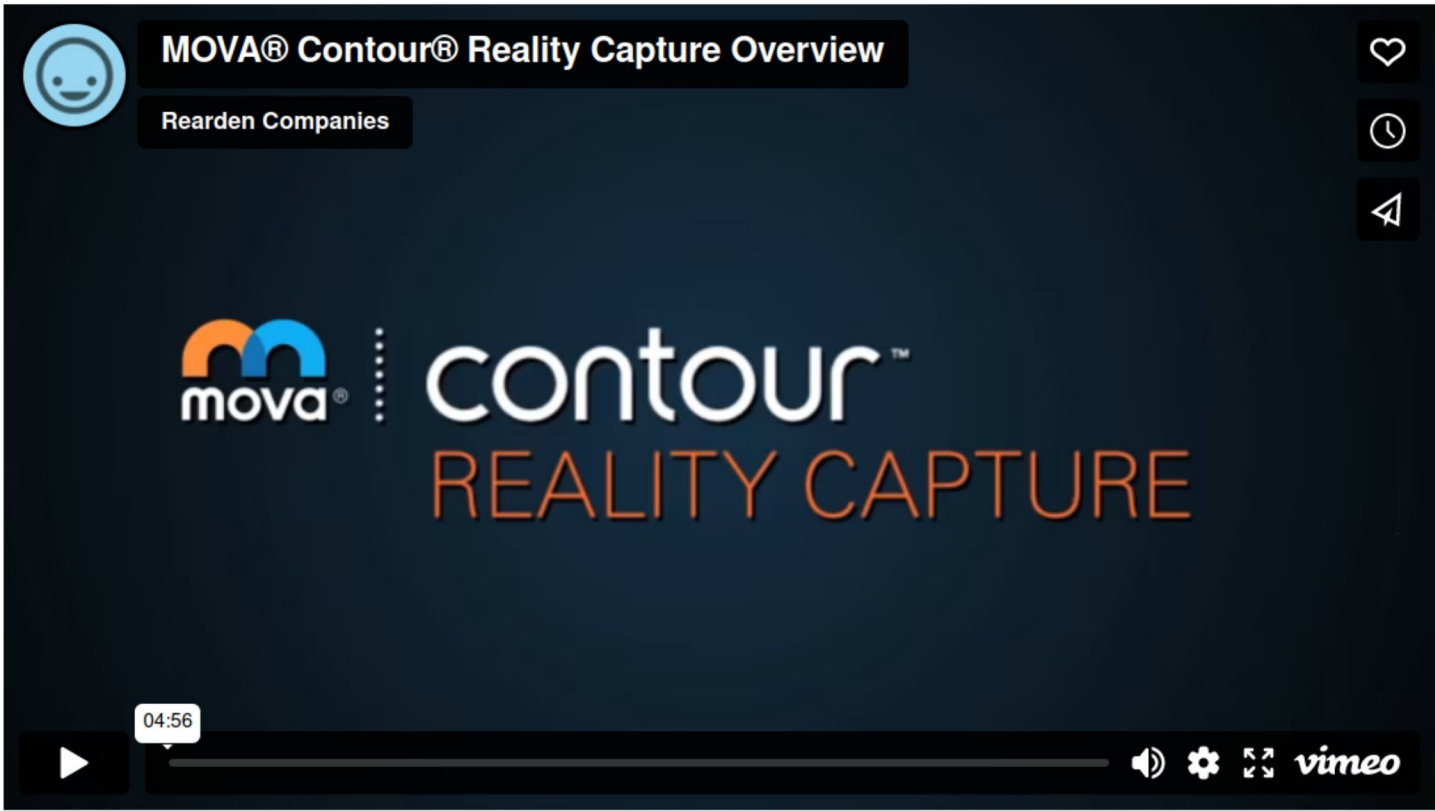 MOVA® Contour® Reality Capture Overview
Rearden Companies
mova® contour™
REALITY CAPTURE
04:56
vimeo